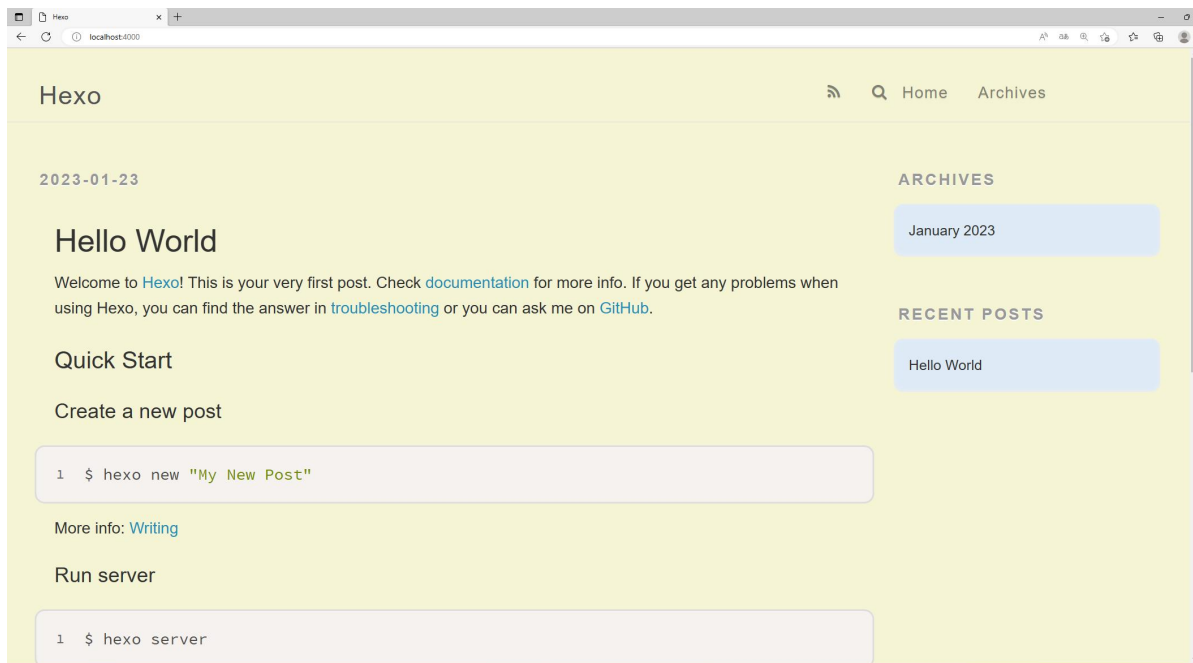 Hexo
localhost:4000
Hexo
Home Archives
2023-01-23
Hello World
Welcome to Hexo! This is your very first post. Check documentation for more info. If you get any problems when
using Hexo, you can find the answer in troubleshooting or you can ask me on GitHub.
Quick Start
Create a new post
1 $ hexo new "My New Post"
More info: Writing
Run server
1 $ hexo server
ARCHIVES
January 2023
RECENT POSTS
Hello World